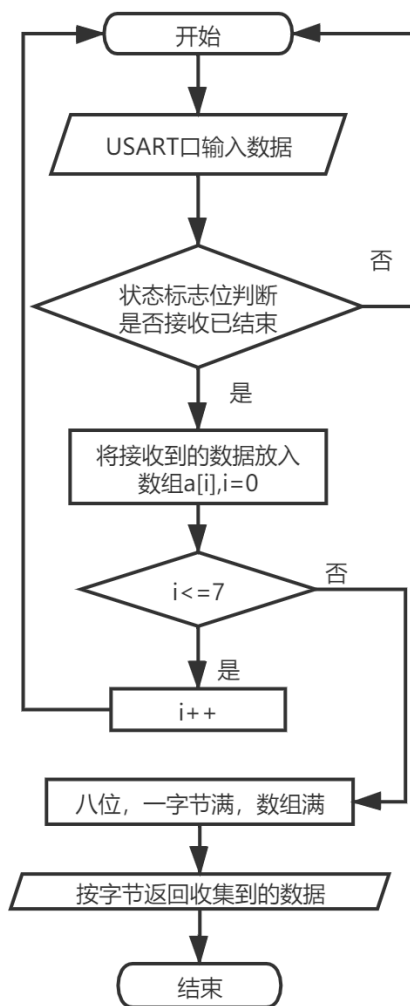 开始
USART口输入数据
状态标志位判断
是否接收已结束
否
是
将接收到的数据放入
数组a[i],i=0
i<=7
否
是
i++
八位，一字节满，数组满
按字节返回收集到的数据
结束